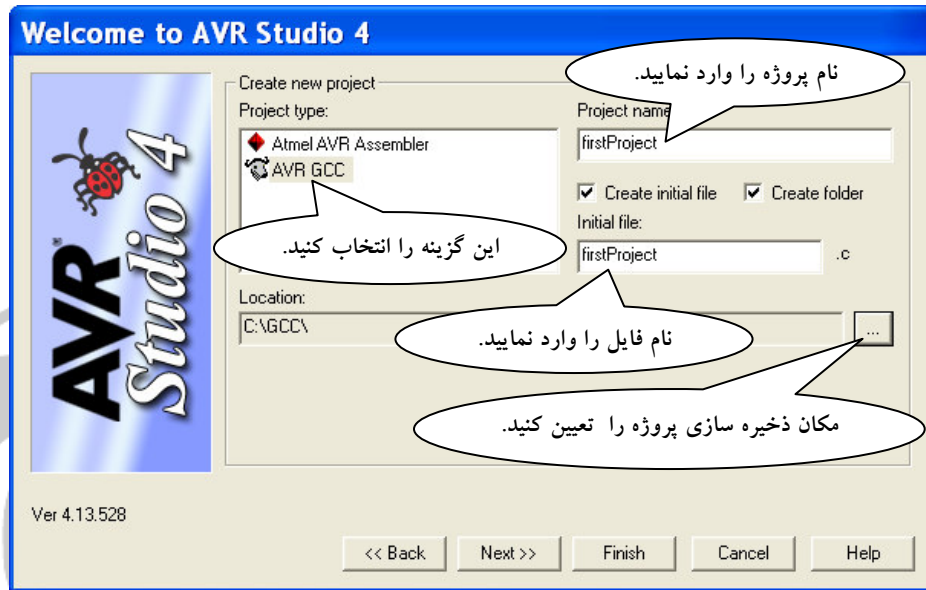 Welcome to AVR Studio 4
AVR® Studio 4
Create new project
Project type:
Atmel AVR Assembler
AVR GCC
این گزینه را انتخاب کنید.
نام پروژه را وارد نمایید.
Project name
firstProject
Create initial file
Create folder
Initial file:
firstProject
.c
نام فایل را وارد نمایید.
Location:
C:\GCC\
...
مکان ذخیره سازی پروژه را تعیین کنید.
Ver 4.13.528
<< Back
Next >>
Finish
Cancel
Help